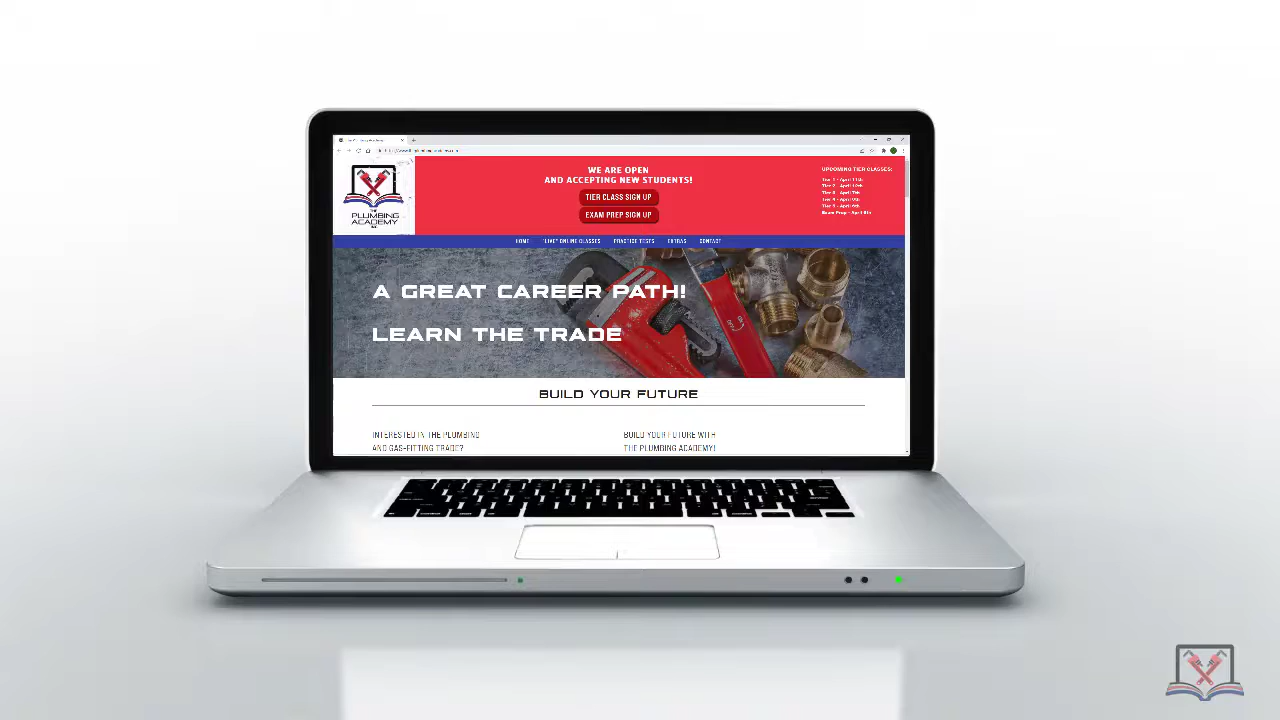 WE ARE OPEN
AND ACCEPTING NEW STUDENTS!
TIER CLASS SIGN UP
EXAM PREP SIGN UP
UPCOMING TIER CLASSES:
THE
PLUMBING
ACADEMY
INC
HOME "LIVE" ONLINE CLASSES PRACTICE TESTS EXTRAS CONTACT
A GREAT CAREER PATH!
LEARN THE TRADE
BUILD YOUR FUTURE
INTERESTED IN THE PLUMBING
AND GAS-FITTING TRADE?
BUILD YOUR FUTURE WITH
THE PLUMBING ACADEMY!